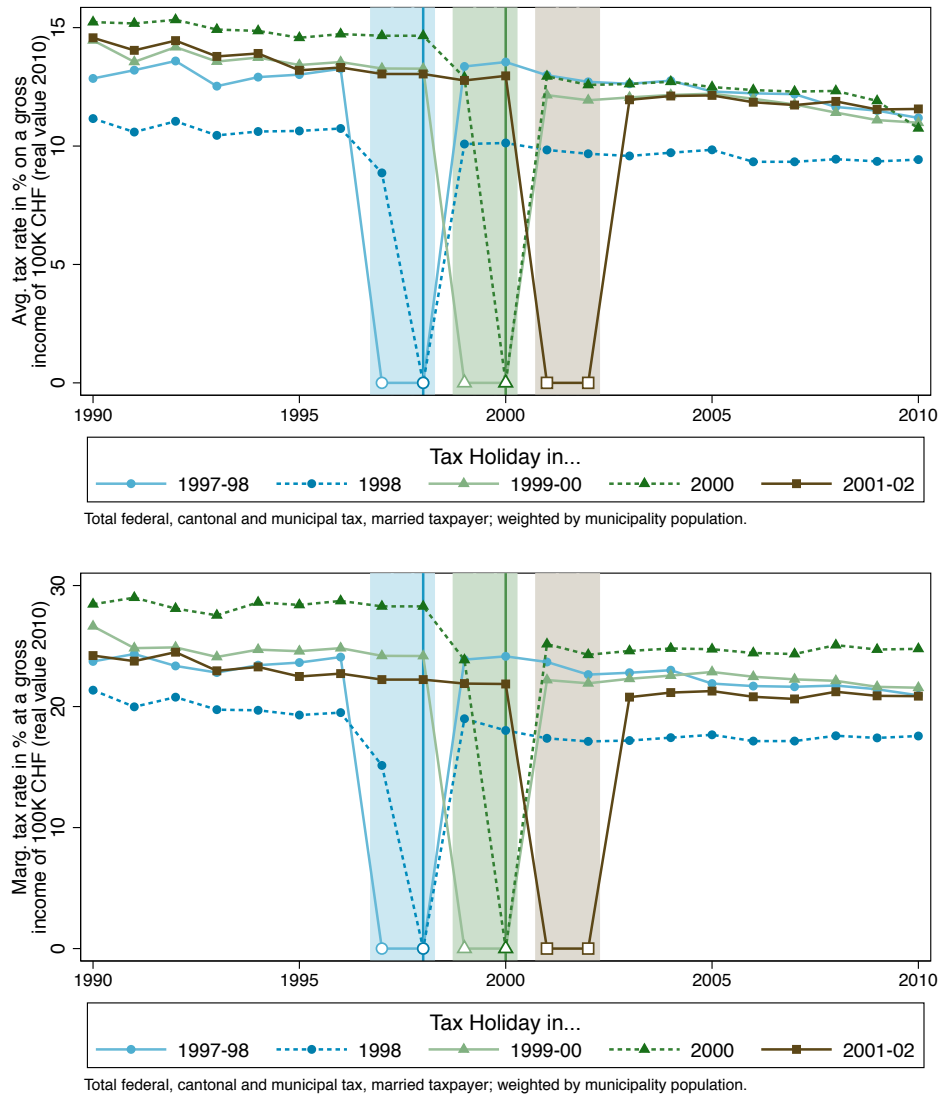 Avg. tax rate in % on a gross
income of 100K CHF (real value 2010)
15
10
5
0
1990 1995 2000 2005 2010
Tax Holiday in...
1997-98 1998 1999-00 2000 2001-02
Total federal, cantonal and municipal tax, married taxpayer; weighted by municipality population.
Marg. tax rate in % at a gross
income of 100K CHF (real value 2010)
30
20
10
0
1990 1995 2000 2005 2010
Tax Holiday in...
1997-98 1998 1999-00 2000 2001-02
Total federal, cantonal and municipal tax, married taxpayer; weighted by municipality population.